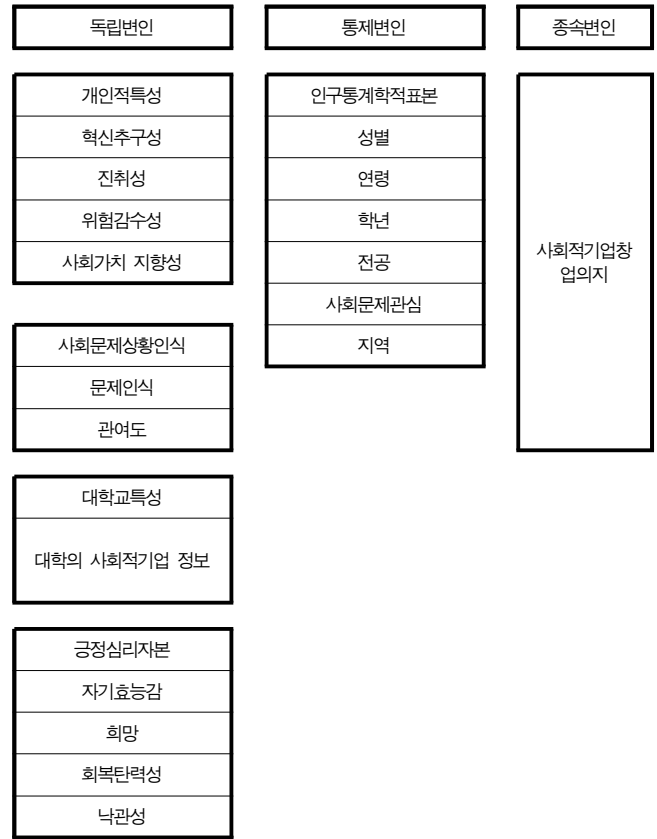 독립변인
통제변인
종속변인
개인적특성
혁신추구성
진취성
위험감수성
사회가치 지향성
사회문제상황인식
문제인식
관여도
대학교특성
대학의 사회적기업 정보
긍정심리자본
자기효능감
희망
회복탄력성
낙관성
인구통계학적표본
성별
연령
학년
전공
사회문제관심
지역
사회적기업창
업의지